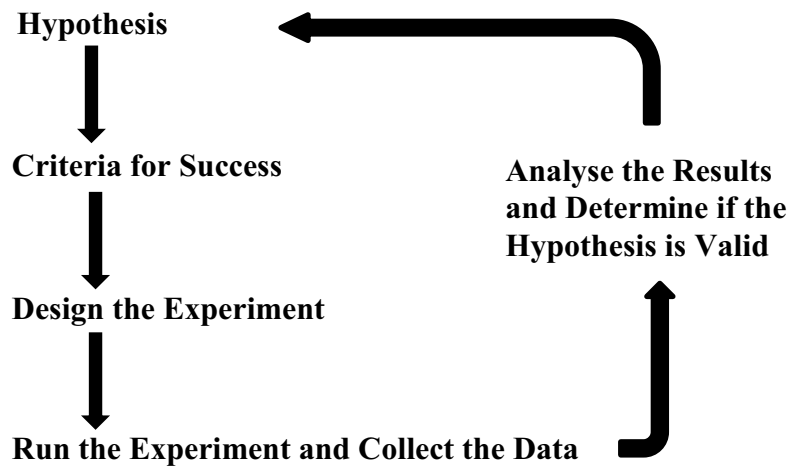 Hypothesis
Criteria for Success
Design the Experiment
Run the Experiment and Collect the Data
Analyse the Results
and Determine if the
Hypothesis is Valid